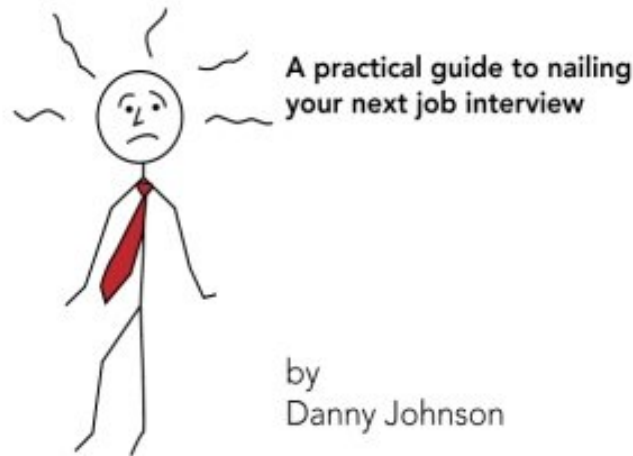 A practical guide to nailing
your next job interview
by
Danny Johnson